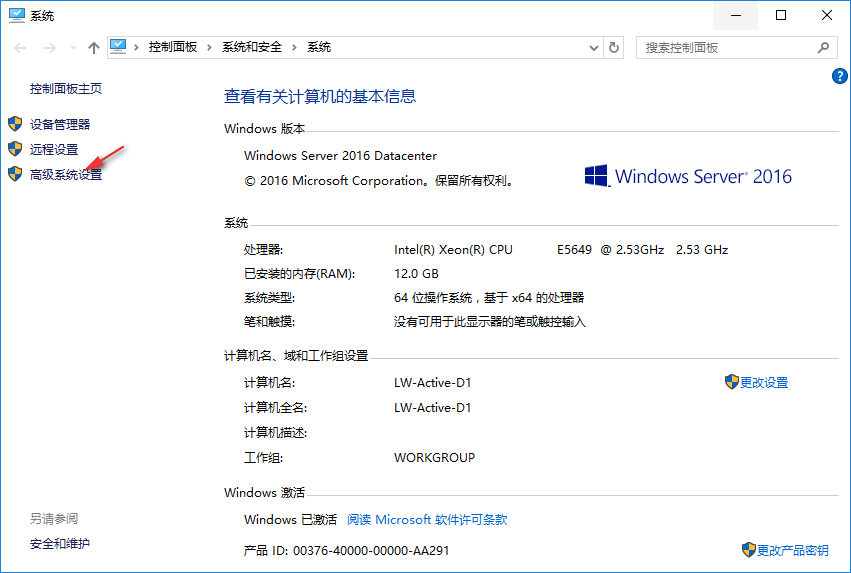 系统
控制面板 系统和安全 系统
搜索控制面板
控制面板主页
设备管理器
远程设置
高级系统设置
查看有关计算机的基本信息
Windows 版本
Windows Server 2016 Datacenter
© 2016 Microsoft Corporation。保留所有权利。
Windows Server® 2016
系统
处理器: Intel(R) Xeon(R) CPU E5649 @ 2.53GHz 2.53 GHz
已安装的内存(RAM): 12.0 GB
系统类型: 64 位操作系统，基于 x64 的处理器
笔和触摸: 没有可用于此显示器的笔或触控输入
计算机名、域和工作组设置
计算机名: LW-Active-D1 更改设置
计算机全名: LW-Active-D1
计算机描述:
工作组: WORKGROUP
Windows 激活
Windows 已激活 阅读 Microsoft 软件许可条款
产品 ID: 00376-40000-00000-AA291 更改产品密钥
另请参阅
安全和维护